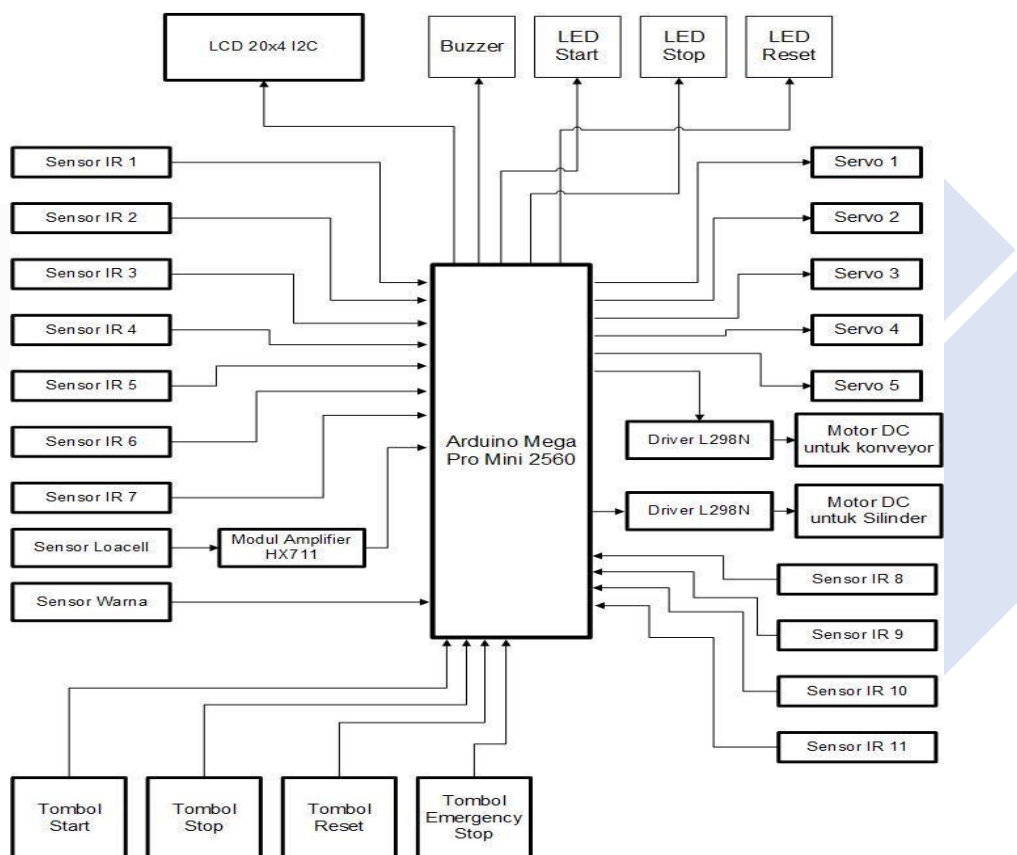 LCD 20x4 I2C
Buzzer
LED
Start
LED
Stop
LED
Reset
Sensor IR 1
Sensor IR 2
Sensor IR 3
Sensor IR 4
Sensor IR 5
Sensor IR 6
Sensor IR 7
Sensor Loacell
Modul Amplifier
HX711
Sensor Warna
Arduino Mega
Pro Mini 2560
Servo 1
Servo 2
Servo 3
Servo 4
Servo 5
Driver L298N
Motor DC
untuk konveyor
Driver L298N
Motor DC
untuk Silinder
Sensor IR 8
Sensor IR 9
Sensor IR 10
Sensor IR 11
Tombol
Start
Tombol
Stop
Tombol
Reset
Tombol
Emergency
Stop